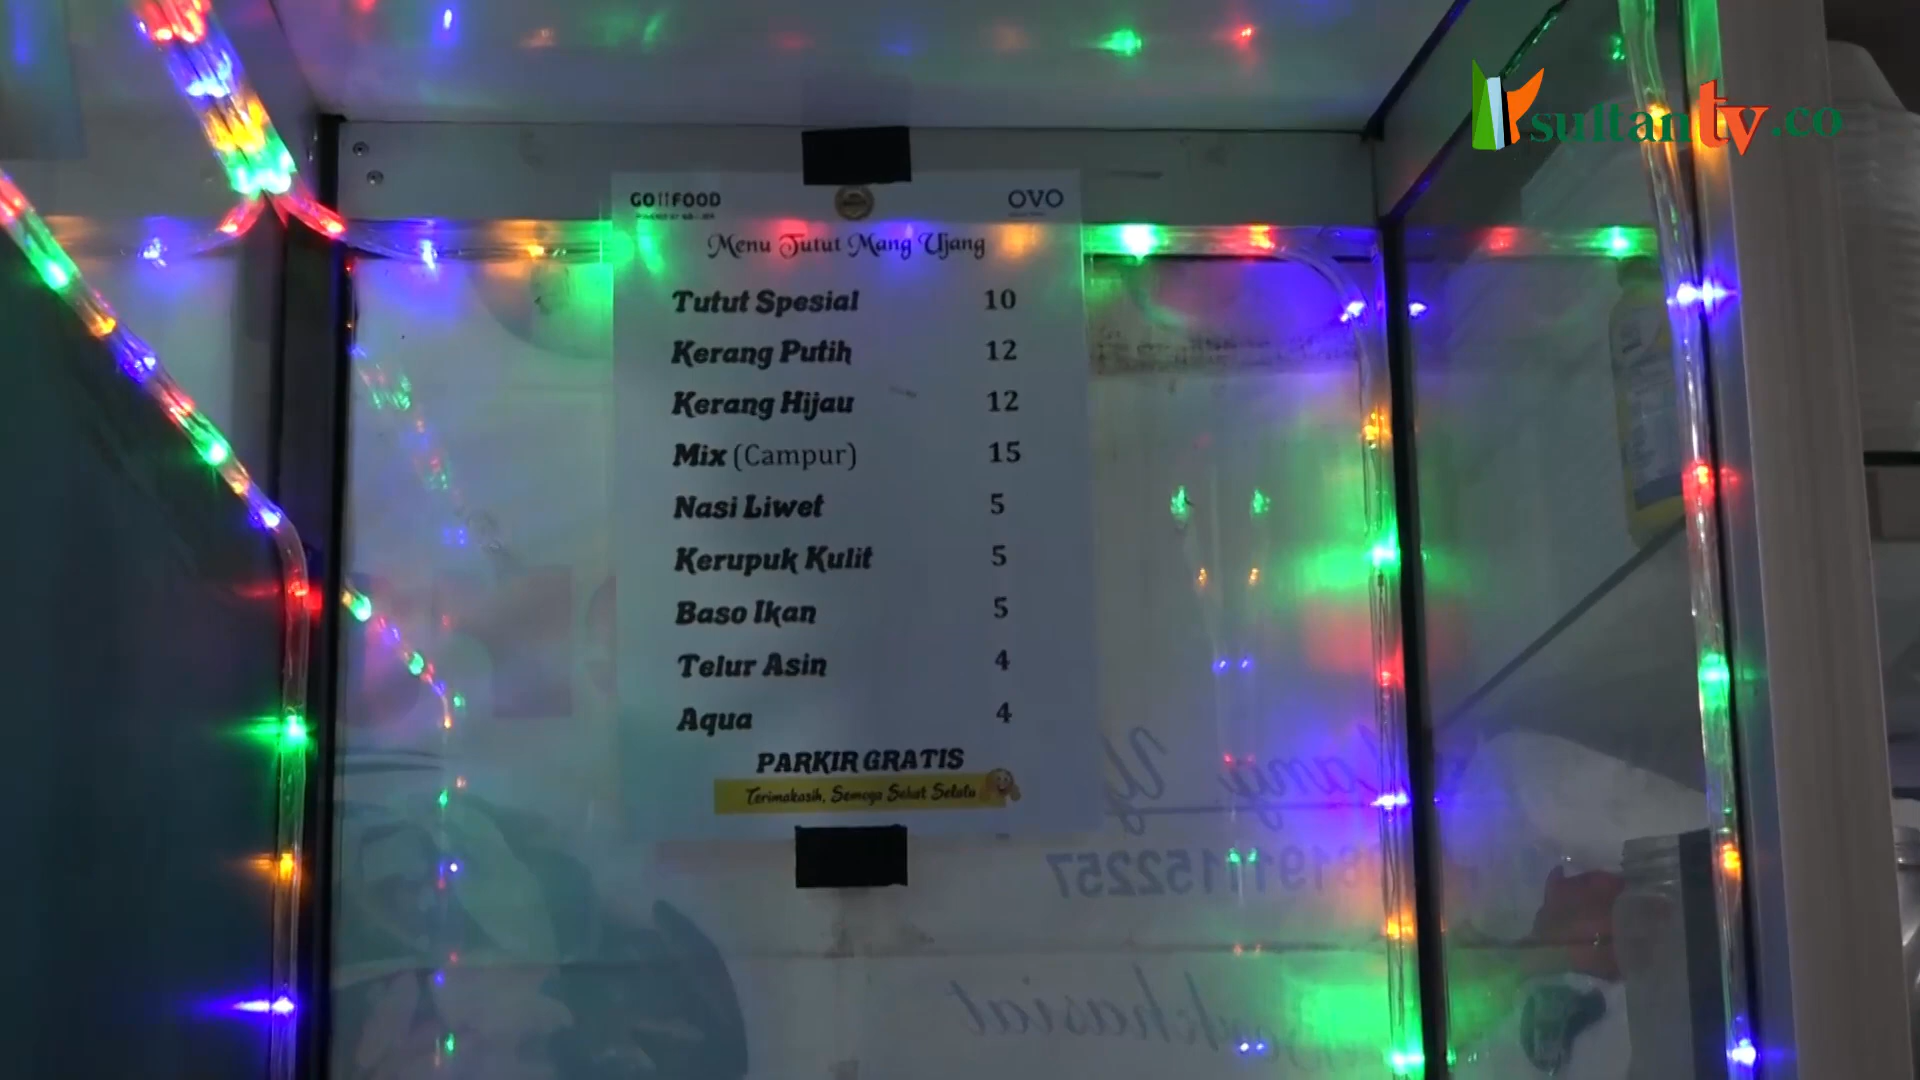 sultantv.co
GOFOOD
OVO
Menu Tutut Mang Ujang
Tutut Spesial 10
Kerang Putih 12
Kerang Hijau 12
Mix (Campur) 15
Nasi Liwet 5
Kerupuk Kulit 5
Baso Ikan 5
Telur Asin 4
Aqua 4
PARKIR GRATIS
Terimakasih, Semoga Sehat Selalu
Mang U